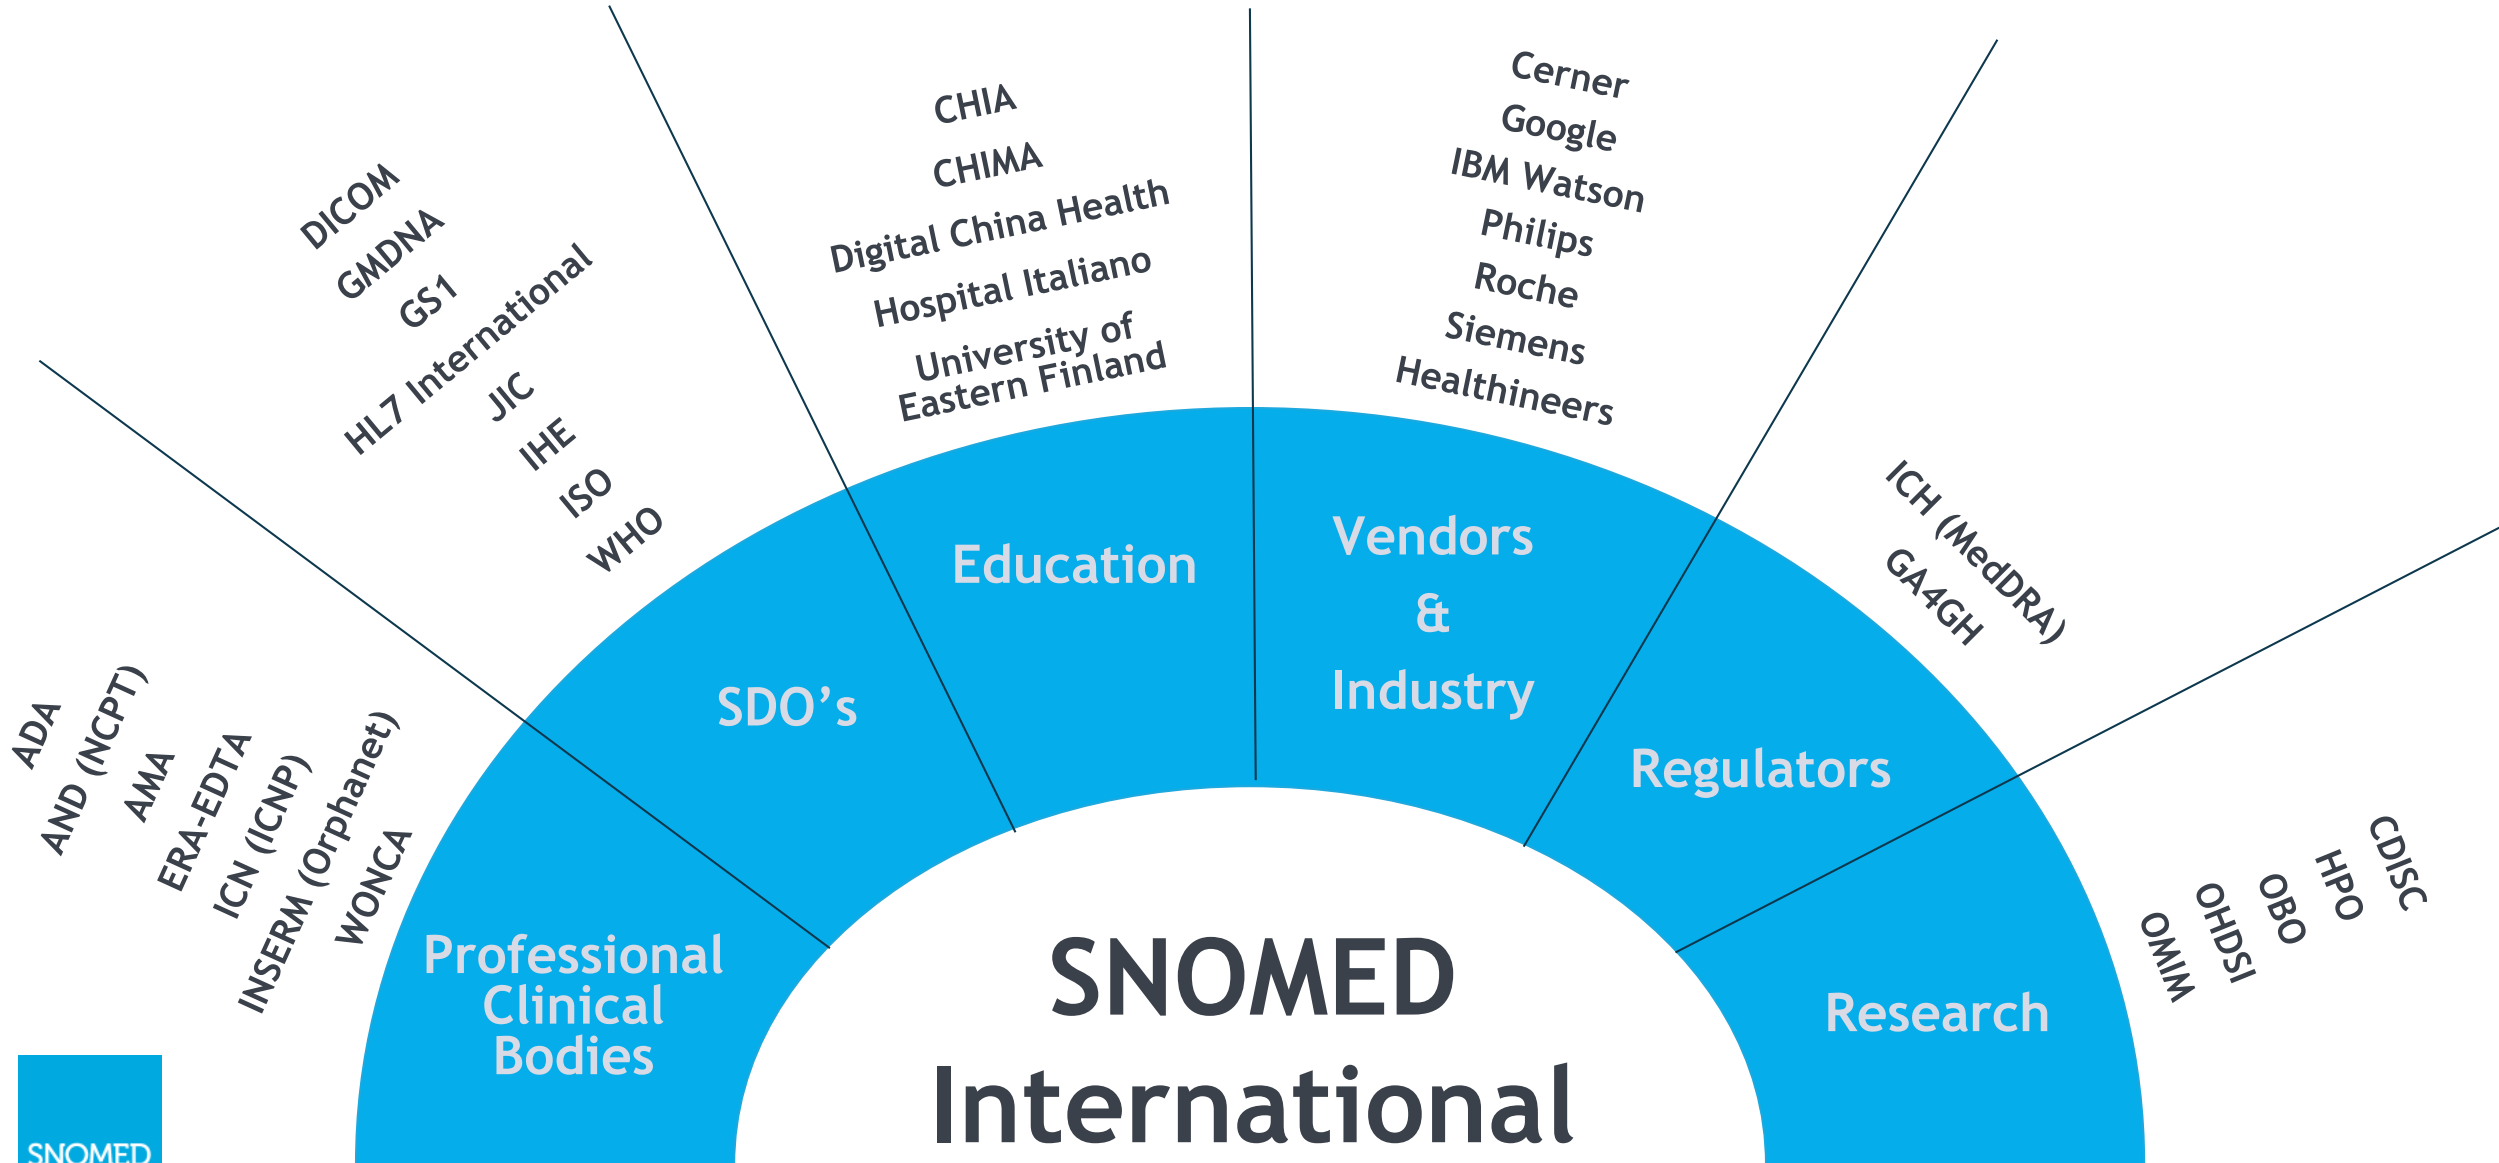 ADA
AND (NCPT)
AMA
ERA-EDTA
ICN (ICNP)
INSERM (Orphanet)
WONCA
Professional
Clinical
Bodies
DICOM
GMDNA
GS1
HL7 International
JIC
IHE
ISO
WHO
SDO's
CHIA
CHIMA
Digital China Health
Hospital Italiano
University of
Eastern Finland
Education
Cerner
Google
IBM Watson
Philips
Roche
Siemens
Healthineers
Vendors
&
Industry
ICH (MedDRA)
GA4GH
Regulators
CDISC
HPO
OBO
OHDSI
WWO
Research
SNOMED
International
SNOMED